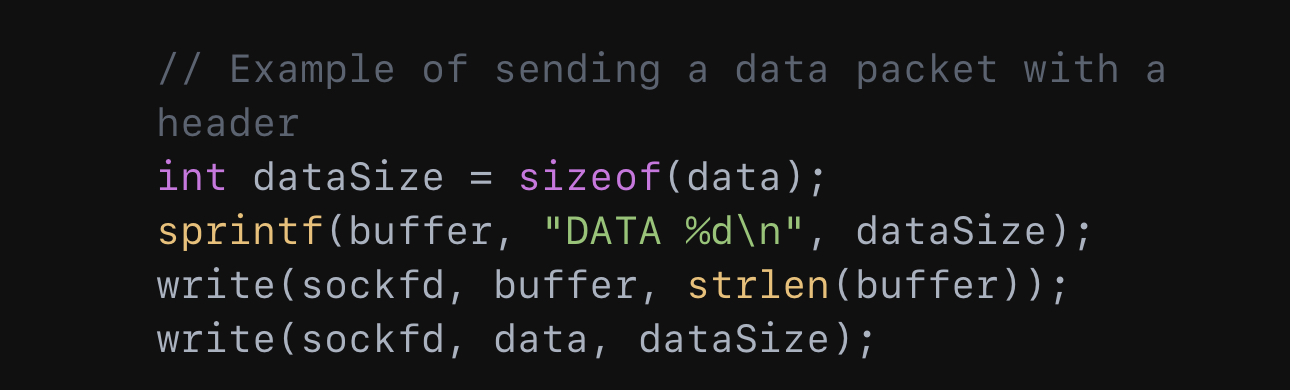 // Example of sending a data packet with a
header
int dataSize = sizeof(data);
sprintf(buffer, "DATA %d\n", dataSize);
write(sockfd, buffer, strlen(buffer));
write(sockfd, data, dataSize);